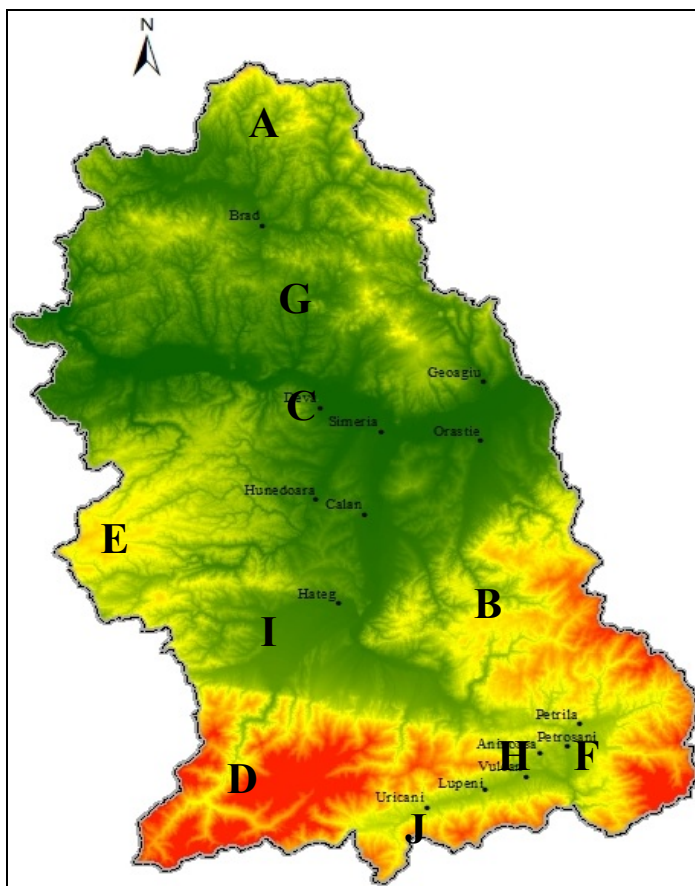 N
A
Brad
G
Geoagiu
Deva
C
Simeria
Orastie
Hunedoara
Calan
E
Hateg
B
I
Petrila
Petrosani
Aninoasa
H
F
Vulcan
D
Lupeni
Uricani
J